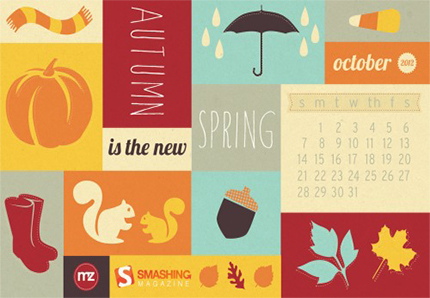 AUTUMN
is the new
SPRING
october 2012
s m t w th f s
1 2 3 4 5 6
7 8 9 10 11 12 13
14 15 16 17 18 19 20
21 22 23 24 25 26 27
28 29 30 31
mz
S
SMASHING
MAGAZINE